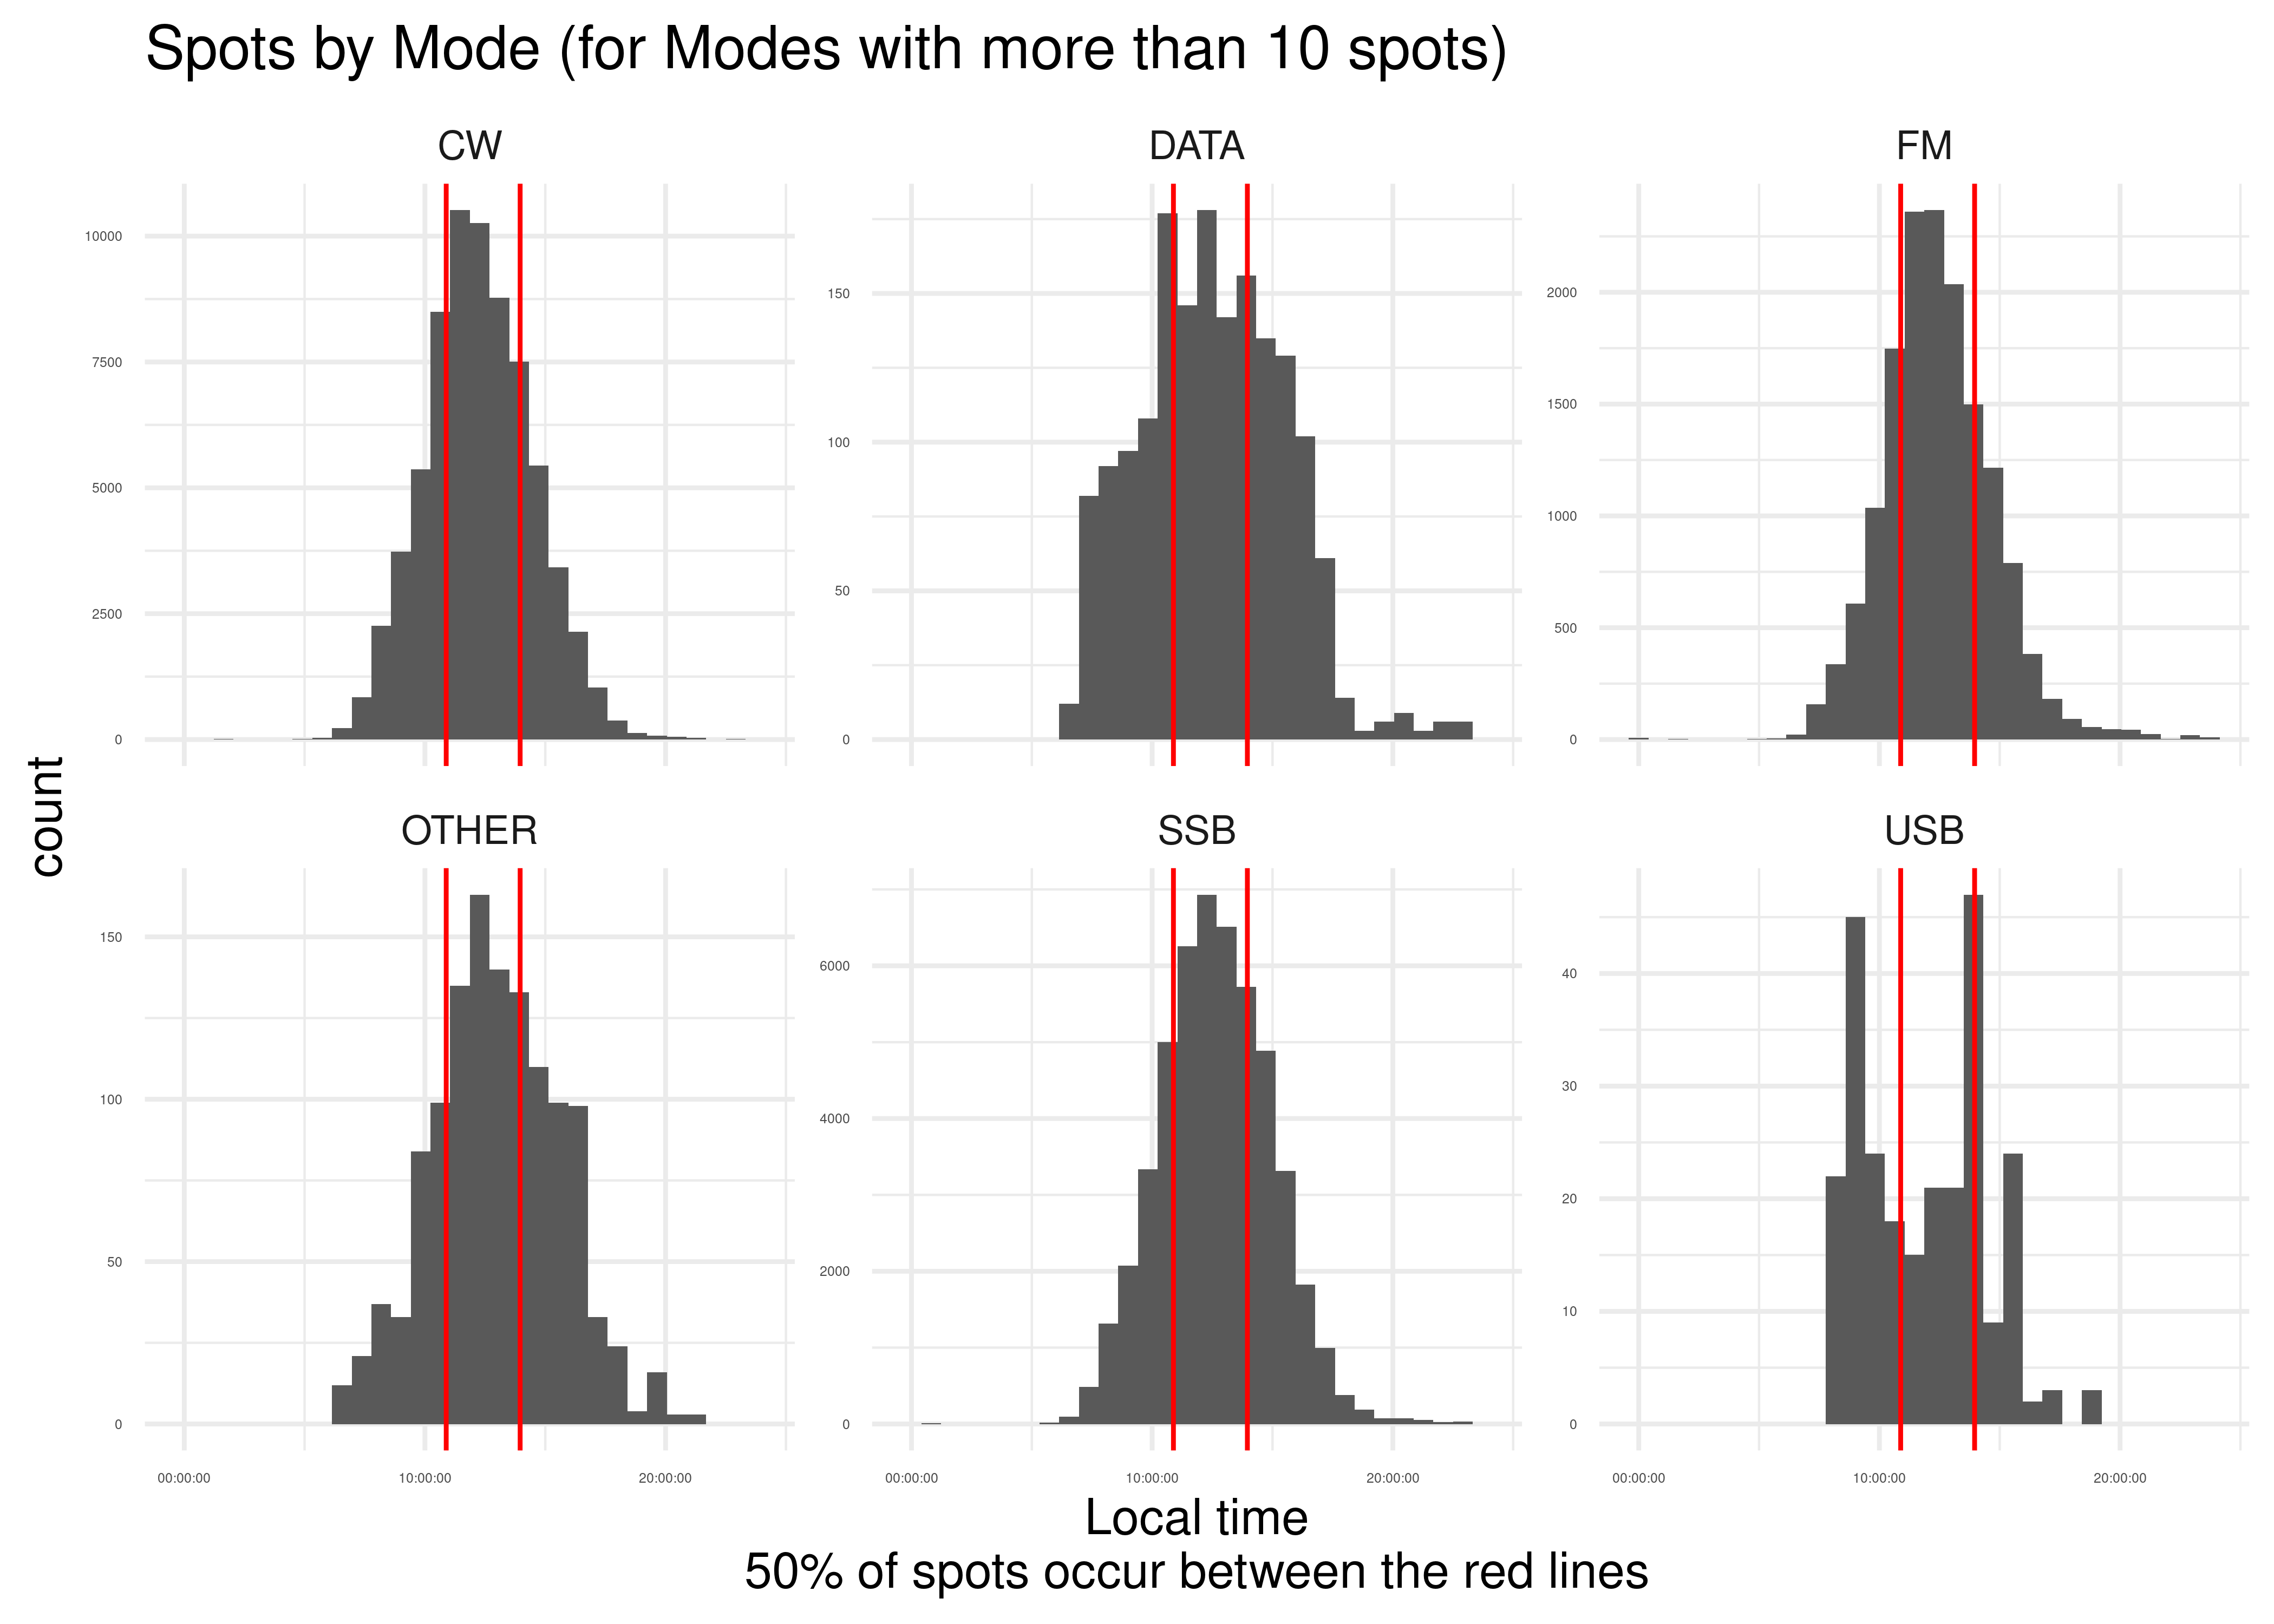 Spots by Mode (for Modes with more than 10 spots)
CW
DATA
FM
10000
7500
5000
2500
0
150
100
50
0
2000
1500
1000
500
0
count
OTHER
SSB
USB
150
100
50
0
6000
4000
2000
0
40
30
20
10
0
00:00:00 10:00:00 20:00:00
00:00:00 10:00:00 20:00:00
00:00:00 10:00:00 20:00:00
Local time
50% of spots occur between the red lines